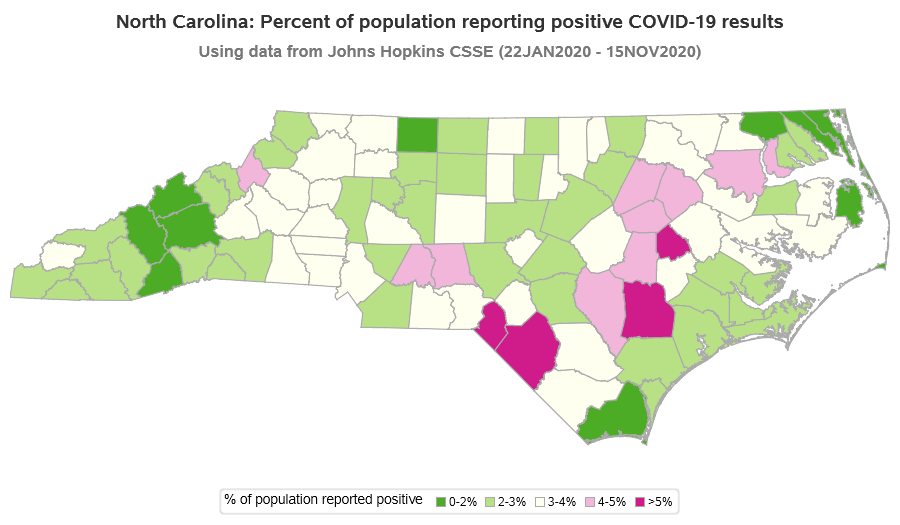 North Carolina: Percent of population reporting positive COVID-19 results
Using data from Johns Hopkins CSSE (22JAN2020 - 15NOV2020)
% of population reported positive 0-2% 2-3% 3-4% 4-5% >5%